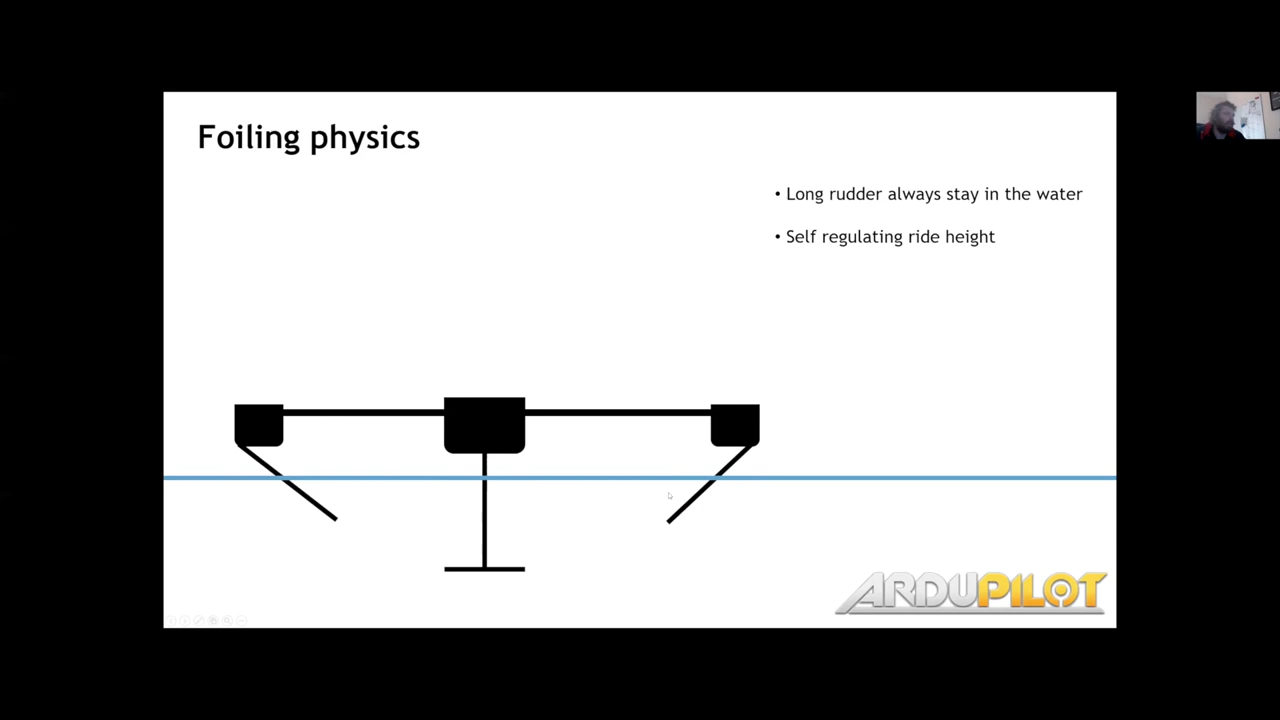 Foiling physics
• Long rudder always stay in the water
• Self regulating ride height
ARDUPILOT